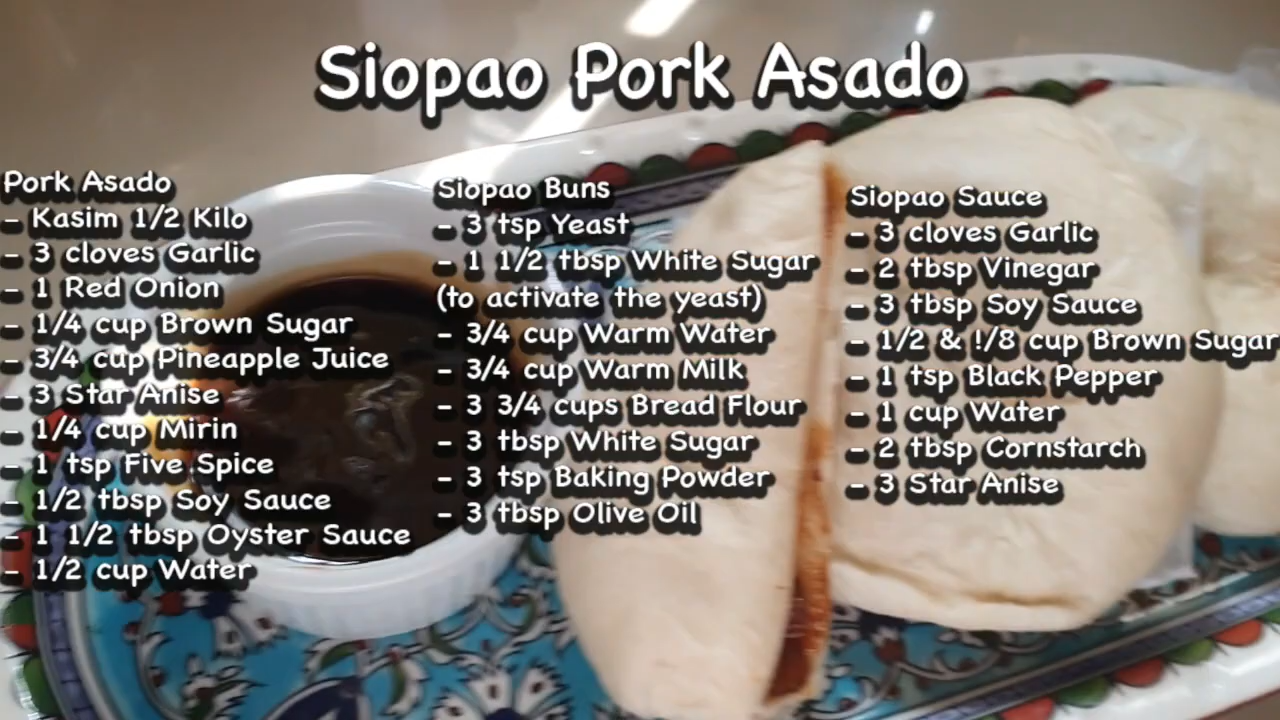 Siopao Pork Asado
Pork Asado
- Kasim 1/2 Kilo
- 3 cloves Garlic
- 1 Red Onion
- 1/4 cup Brown Sugar
- 3/4 cup Pineapple Juice
- 3 Star Anise
- 1/4 cup Mirin
- 1 tsp Five Spice
- 1/2 tbsp Soy Sauce
- 1 1/2 tbsp Oyster Sauce
- 1/2 cup Water
Siopao Buns
- 3 tsp Yeast
- 1 1/2 tbsp White Sugar
(to activate the yeast)
- 3/4 cup Warm Water
- 3/4 cup Warm Milk
- 3 3/4 cups Bread Flour
- 3 tbsp White Sugar
- 3 tsp Baking Powder
- 3 tbsp Olive Oil
Siopao Sauce
- 3 cloves Garlic
- 2 tbsp Vinegar
- 3 tbsp Soy Sauce
- 1/2 & !/8 cup Brown Sugar
- 1 tsp Black Pepper
- 1 cup Water
- 2 tbsp Cornstarch
- 3 Star Anise